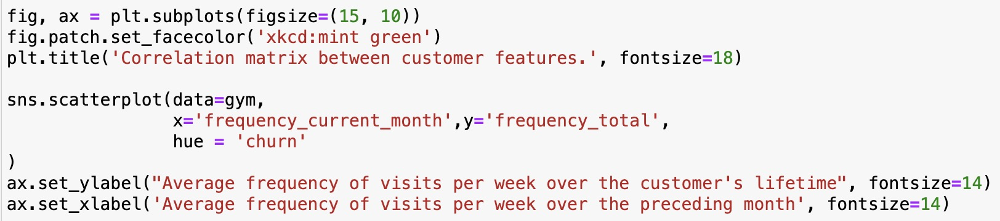 fig, ax = plt.subplots(figsize=(15, 10))
fig.patch.set_facecolor('xkcd:mint green')
plt.title('Correlation matrix between customer features.', fontsize=18)
sns.scatterplot(data=gym,
x='frequency_current_month',y='frequency_total',
hue = 'churn'
)
ax.set_ylabel("Average frequency of visits per week over the customer's lifetime", fontsize=14)
ax.set_xlabel('Average frequency of visits per week over the preceding month', fontsize=14)